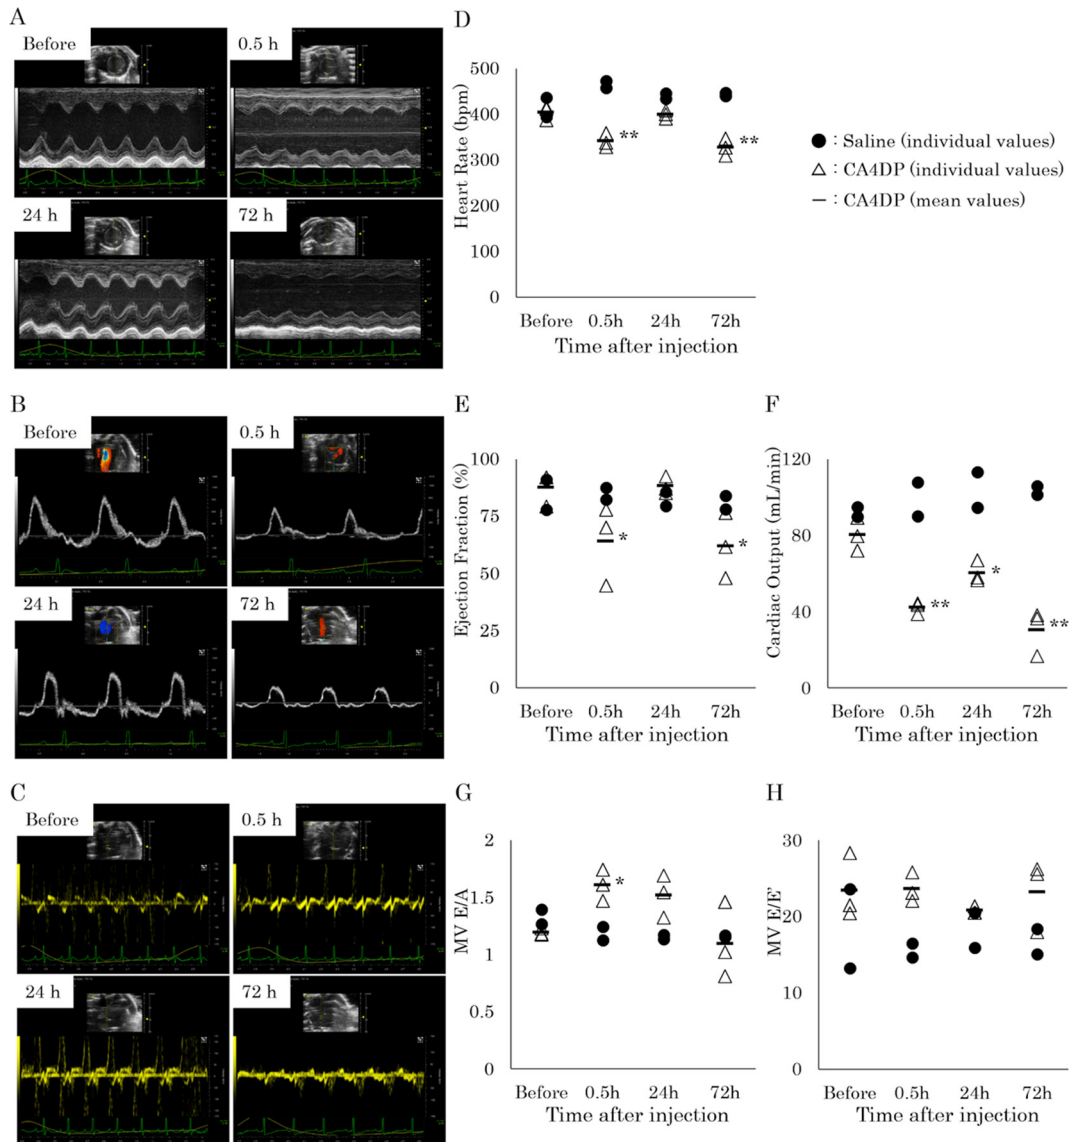 A
Before
0.5 h
24 h
72 h
D
Heart Rate (bpm)
500
400
300
200
100
0
**
**
Before 0.5h 24h 72h
Time after injection
: Saline (individual values)
: CA4DP (individual values)
: CA4DP (mean values)
B
Before
0.5 h
24 h
72 h
E
Ejection Fraction (%)
100
75
50
25
0
*
*
Before 0.5h 24h 72h
Time after injection
F
Cardiac Output (mL/min)
120
80
40
0
**
*
**
Before 0.5h 24h 72h
Time after injection
C
Before
0.5 h
24 h
72 h
G
MV E/A
2
1.5
1
0.5
0
*
Before 0.5h 24h 72h
Time after injection
H
MV E/E’
30
20
10
0
Before 0.5h 24h 72h
Time after injection